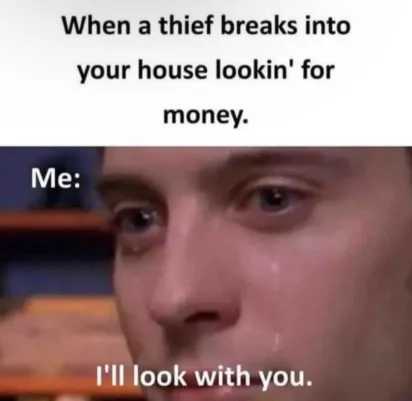 When a thief breaks into
your house lookin' for
money.
Me:
I'll look with you.